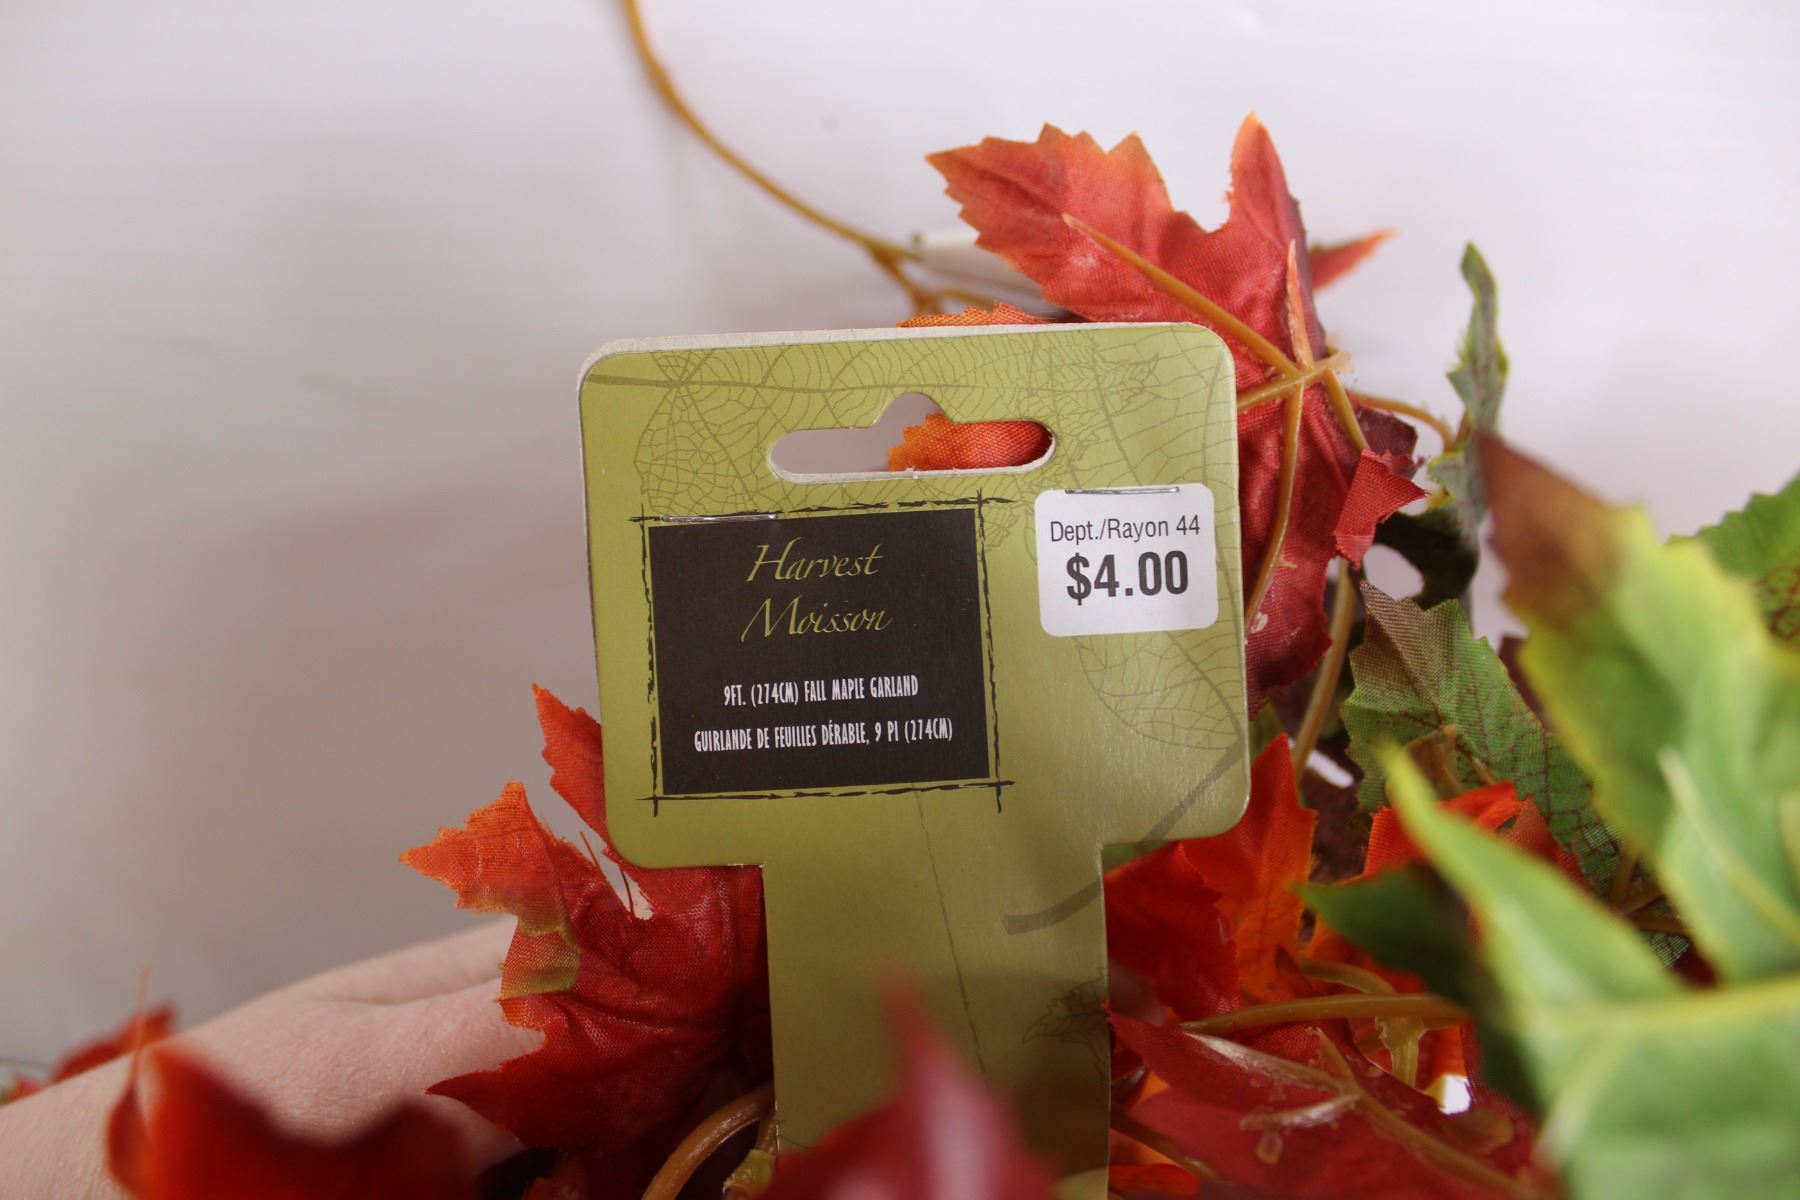 Harvest
Moisson
9FT. (274CM) FALL MAPLE GARLAND
GUIRLANDE DE FEUILLES DÉRABLE, 9 PI (274CM)
Dept./Rayon 44
$4.00